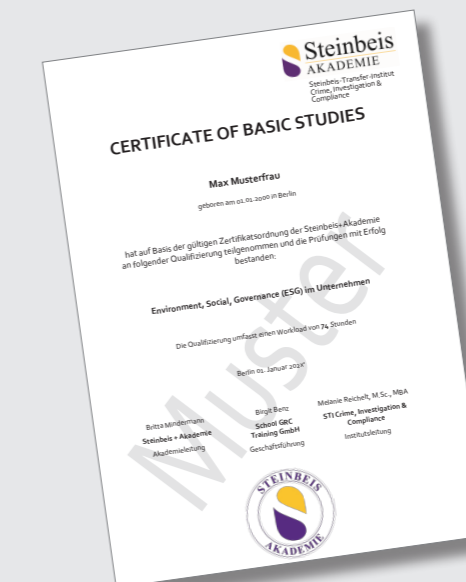 Steinbeis
AKADEMIE
Steinbeis-Transfer-Institut
Crime, Investigation &
Compliance
CERTIFICATE OF BASIC STUDIES
Max Musterfrau
geboren am 01.01.2000 in Berlin
hat auf Basis der gültigen Zertifikatsordnung der Steinbeis+Akademie
an folgender Qualifizierung teilgenommen und die Prüfungen mit Erfolg
bestanden:
Environment, Social, Governance (ESG) im Unternehmen
Die Qualifizierung umfasst einen Workload von 74 Stunden
Berlin 01. Januar
Muster
Britta Mindermann
Steinbeis + Akademie
Akademieleitung
Birgit Benz
School GRC
Training GmbH
Geschäftsführung
Melanie Reichelt, M.Sc., MBA
STI Crime, Investigation &
Compliance
Institutsleitung
STEINBEIS
AKADEMIE